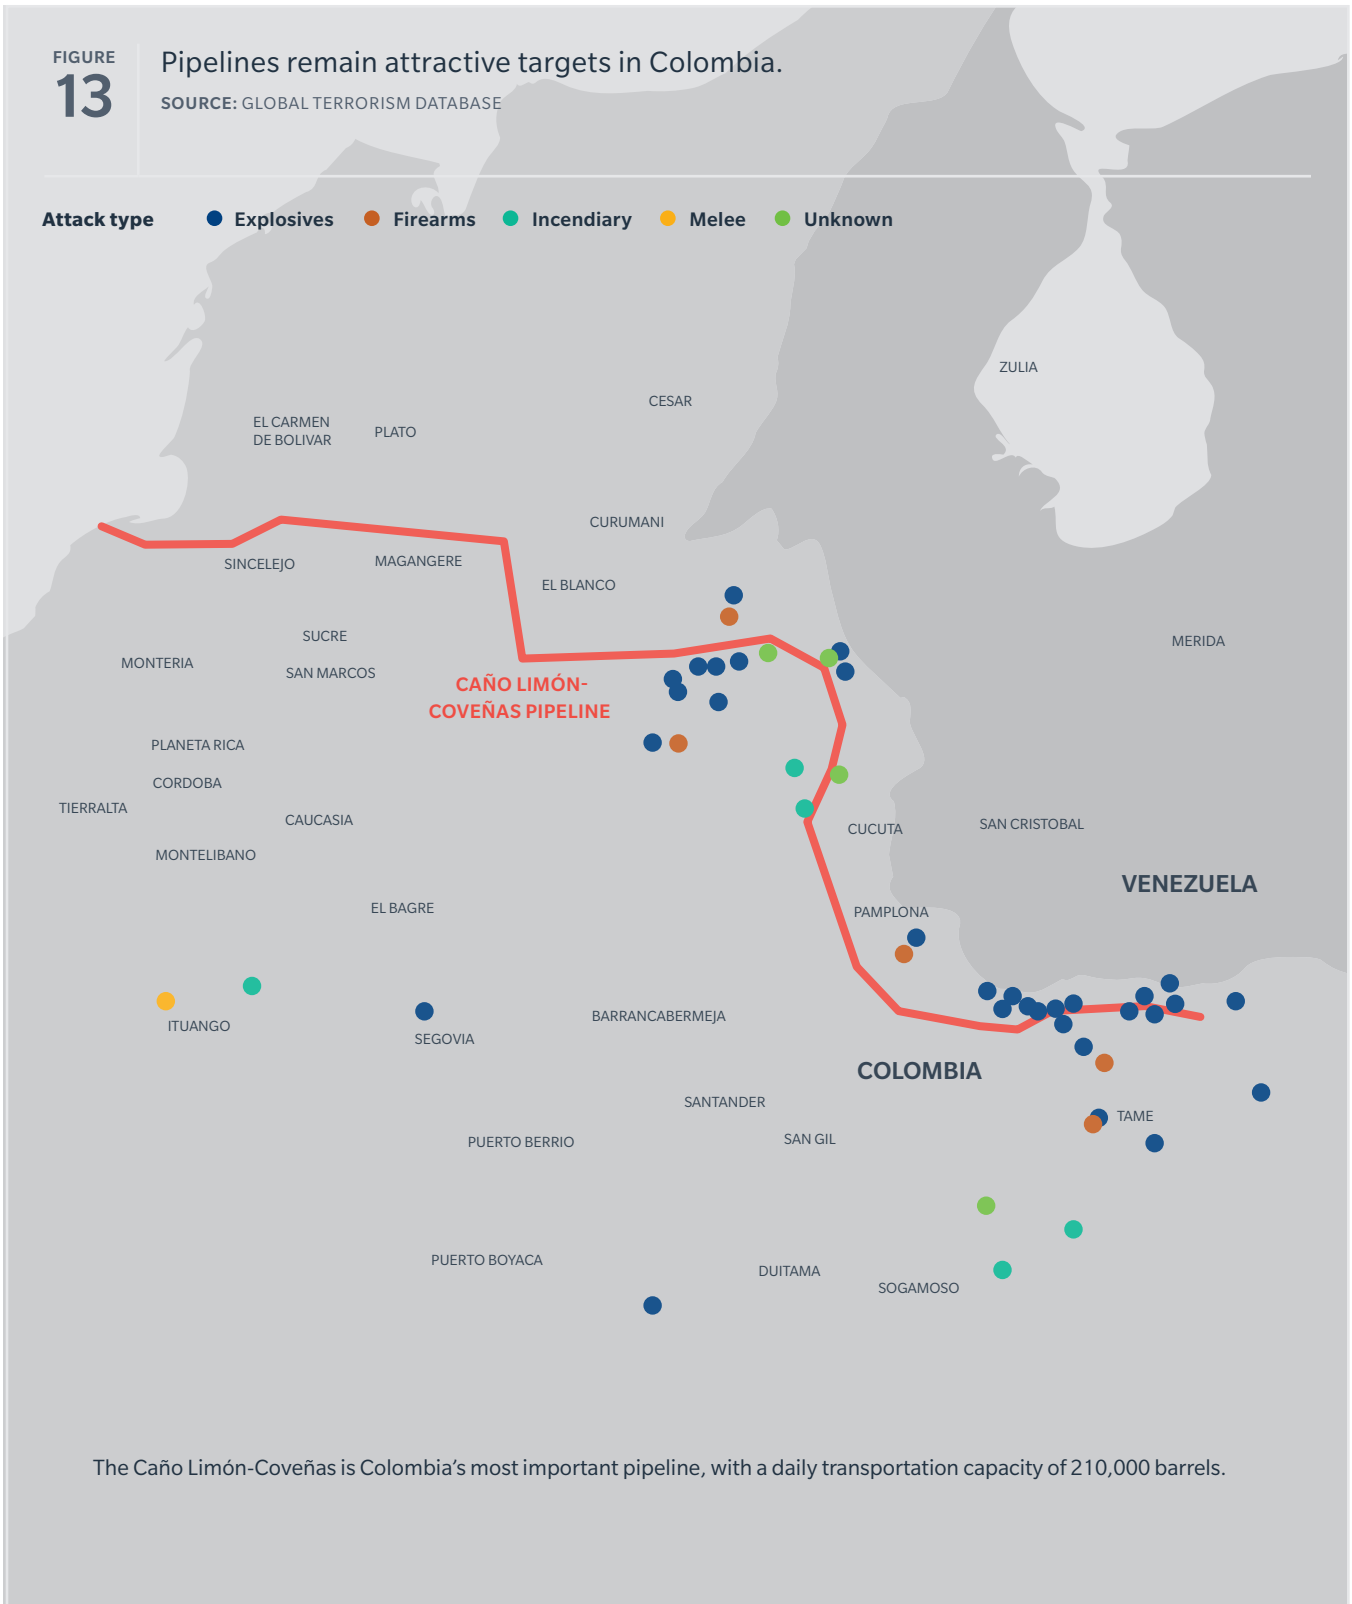 FIGURE
13
Pipelines remain attractive targets in Colombia.
SOURCE: GLOBAL TERRORISM DATABASE
Attack type Explosives Firearms Incendiary Melee Unknown
ZULIA
CESAR
EL CARMEN
DE BOLIVAR
PLATO
CURUMANI
SINCELEJO
MAGANGERE
EL BLANCO
SUCRE
MERIDA
MONTERIA
SAN MARCOS
CAÑO LIMÓN-
COVEÑAS PIPELINE
PLANETA RICA
CORDOBA
TIERRALTA
CAUCASIA
CUCUTA
SAN CRISTOBAL
MONTELIBANO
VENEZUELA
EL BAGRE
PAMPLONA
ITUANGO
BARRANCABERMEJA
SEGOVIA
COLOMBIA
SANTANDER
TAME
PUERTO BERRIO
SAN GIL
PUERTO BOYACA
DUITAMA
SOGAMOSO
The Caño Limón-Coveñas is Colombia’s most important pipeline, with a daily transportation capacity of 210,000 barrels.